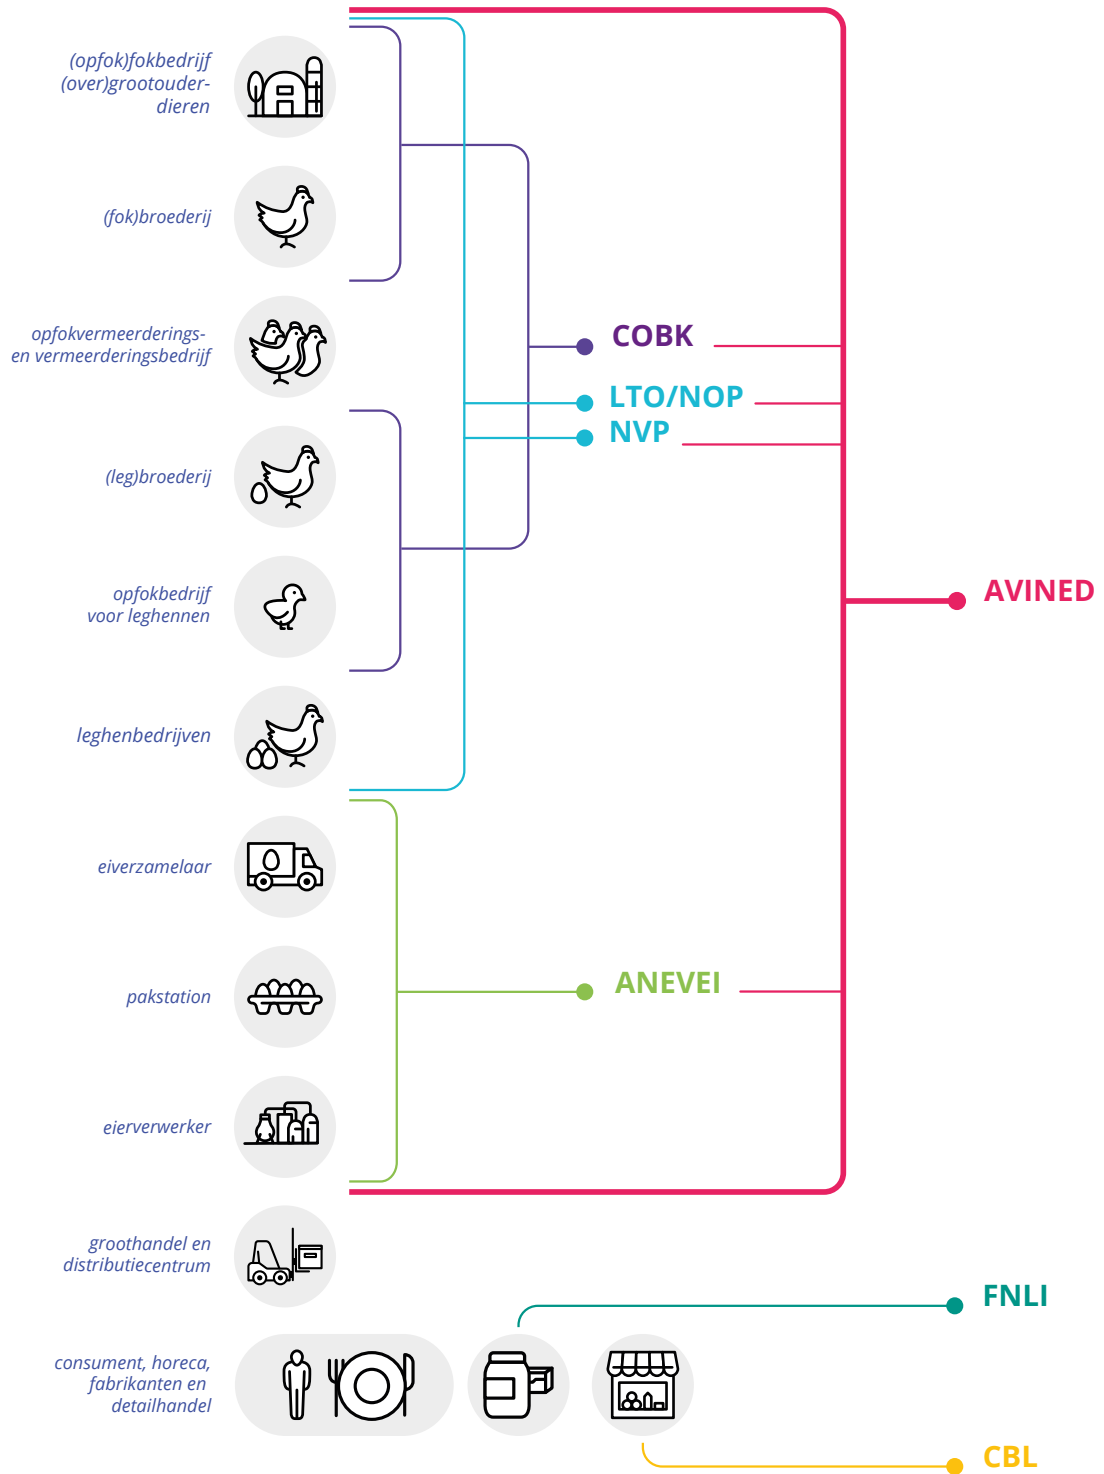 (opfok)fokbedrijf
(over)grootouder-
dieren
(fok)broederij
opfokvermeerderings-
en vermeerderingsbedrijf
COBK
LTO/NOP
NVP
(leg)broederij
opfokbedrijf
voor leghennen
AVINED
leghenbedrijven
eiverzamelaar
ANEVEI
pakstation
eierverwerker
groothandel en
distributiecentrum
FNLI
consument, horeca,
fabrikanten en
detailhandel
CBL